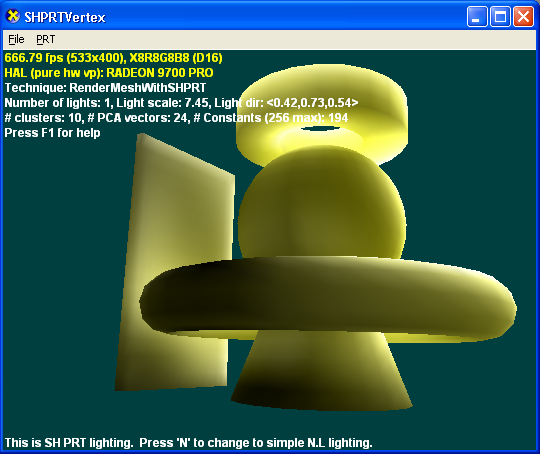 SHPRTVertex
File PRT
666.79 fps (533x400), X8R8G8B8 (D16)
HAL (pure hw vp): RADEON 9700 PRO
Technique: RenderMeshWithSHPRT
Number of lights: 1, Light scale: 7.45, Light dir: <0.42,0.73,0.54>
# clusters: 10, # PCA vectors: 24, # Constants (256 max): 194
Press F1 for help
This is SH PRT lighting. Press 'N' to change to simple N.L lighting.